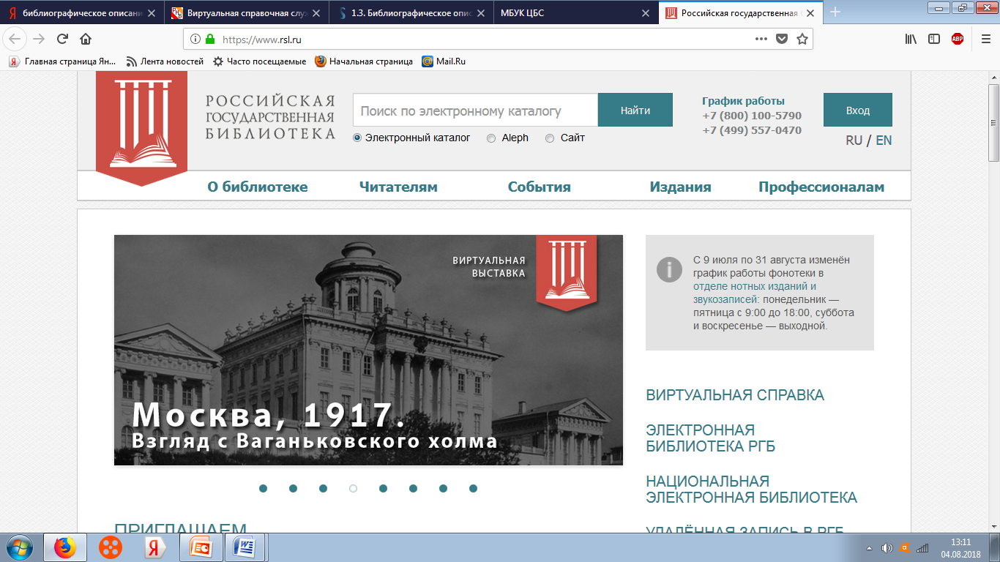 библиографическое описани
Виртуальная справочная служ
1.3. Библиографическое опис
МБУК ЦБС
Российская государственная б
https://www.rsl.ru
Главная страница Ян...
Лента новостей
Часто посещаемые
Начальная страница
Mail.Ru
ABP
РОССИЙСКАЯ
ГОСУДАРСТВЕННАЯ
БИБЛИОТЕКА
Поиск по электронному каталогу
Найти
Электронный каталог
Aleph
Сайт
График работы
+7 (800) 100-5790
+7 (499) 557-0470
Вход
RU / EN
О библиотеке
Читателям
События
Издания
Профессионалам
ВИРТУАЛЬНАЯ
ВЫСТАВКА
Москва, 1917.
Взгляд с Ваганьковского холма
С 9 июля по 31 августа изменён
график работы фонотеки в
отделе нотных изданий и
звукозаписей: понедельник —
пятница с 9:00 до 18:00, суббота
и воскресенье — выходной.
ВИРТУАЛЬНАЯ СПРАВКА
ЭЛЕКТРОННАЯ
БИБЛИОТЕКА РГБ
НАЦИОНАЛЬНАЯ
ЭЛЕКТРОННАЯ БИБЛИОТЕКА
УДАЛЁННАЯ ЗАПИСЬ В РГБ
ПРИГЛАШАЕМ
13:11
04.08.2018